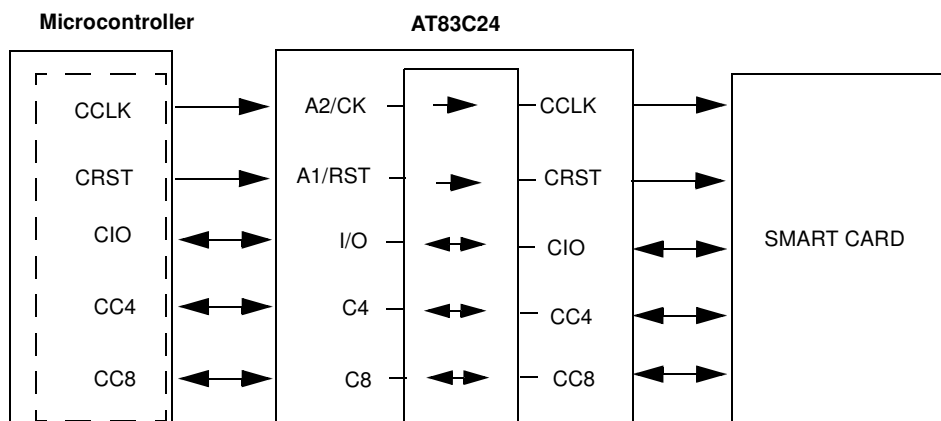 Microcontroller AT83C24
CCLK A2/CK CCLK
CRST A1/RST CRST
CIO I/O CIO SMART CARD
CC4 C4 CC4
CC8 C8 CC8